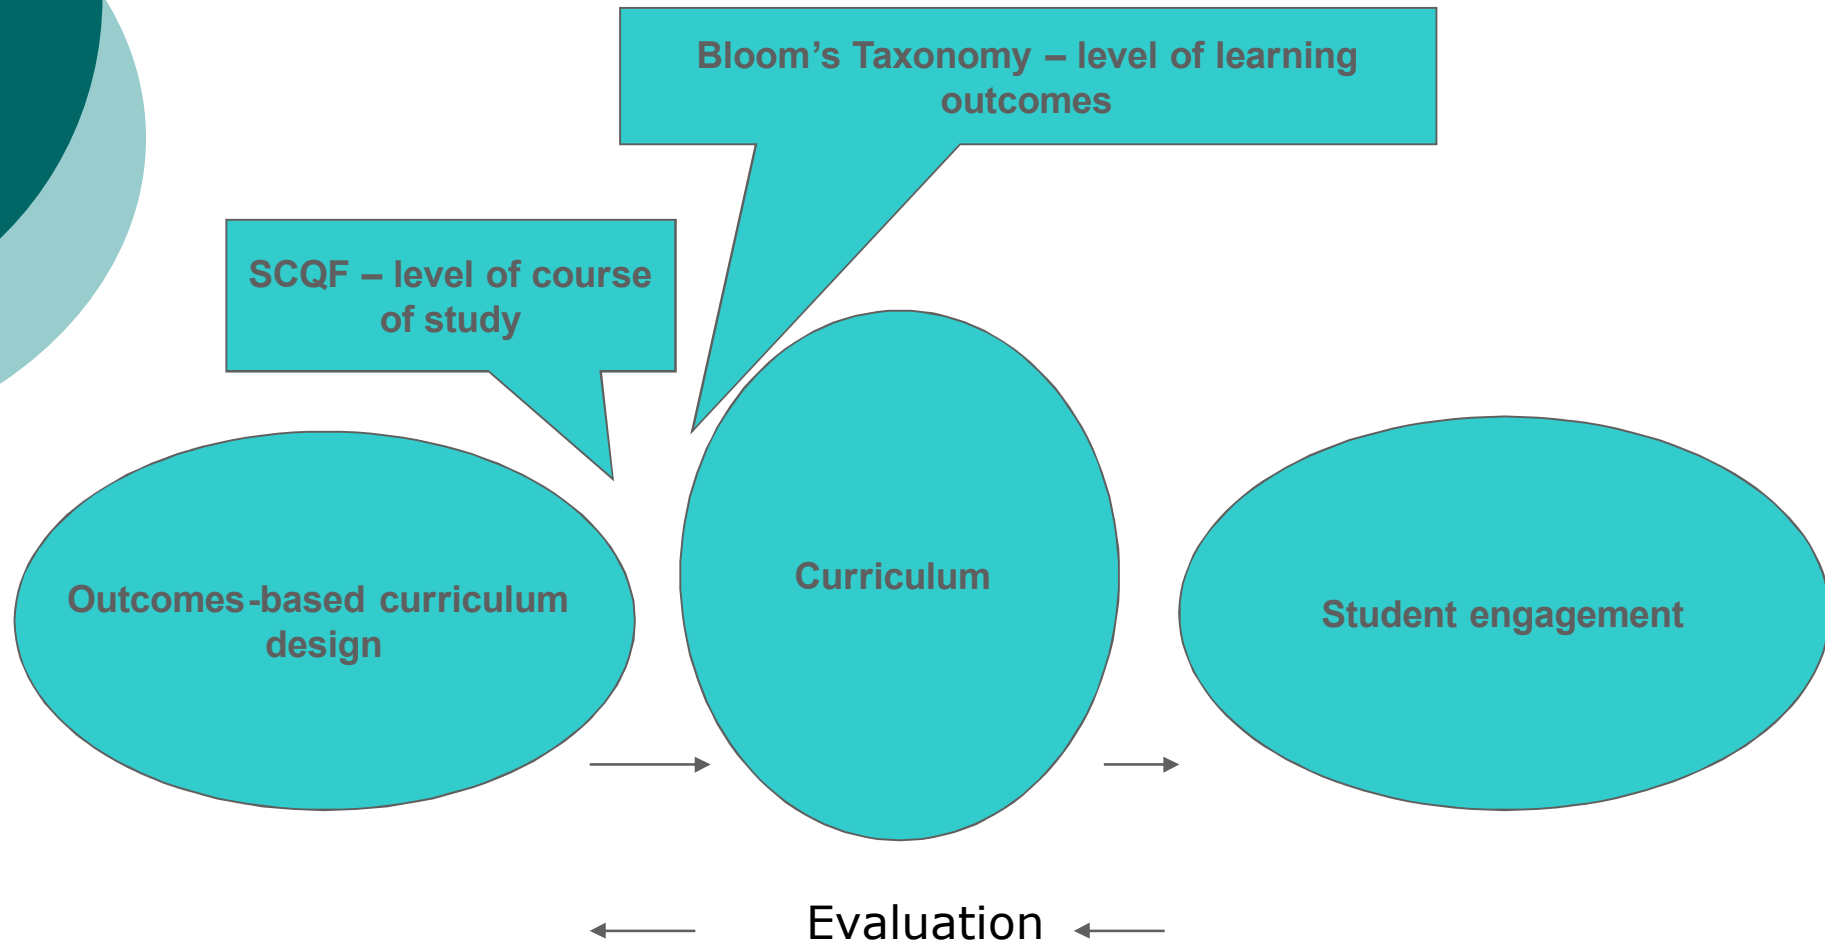 Bloom’s Taxonomy – level of learning
outcomes
SCQF – level of course
of study
Outcomes-based curriculum
design
Curriculum
Student engagement
Evaluation